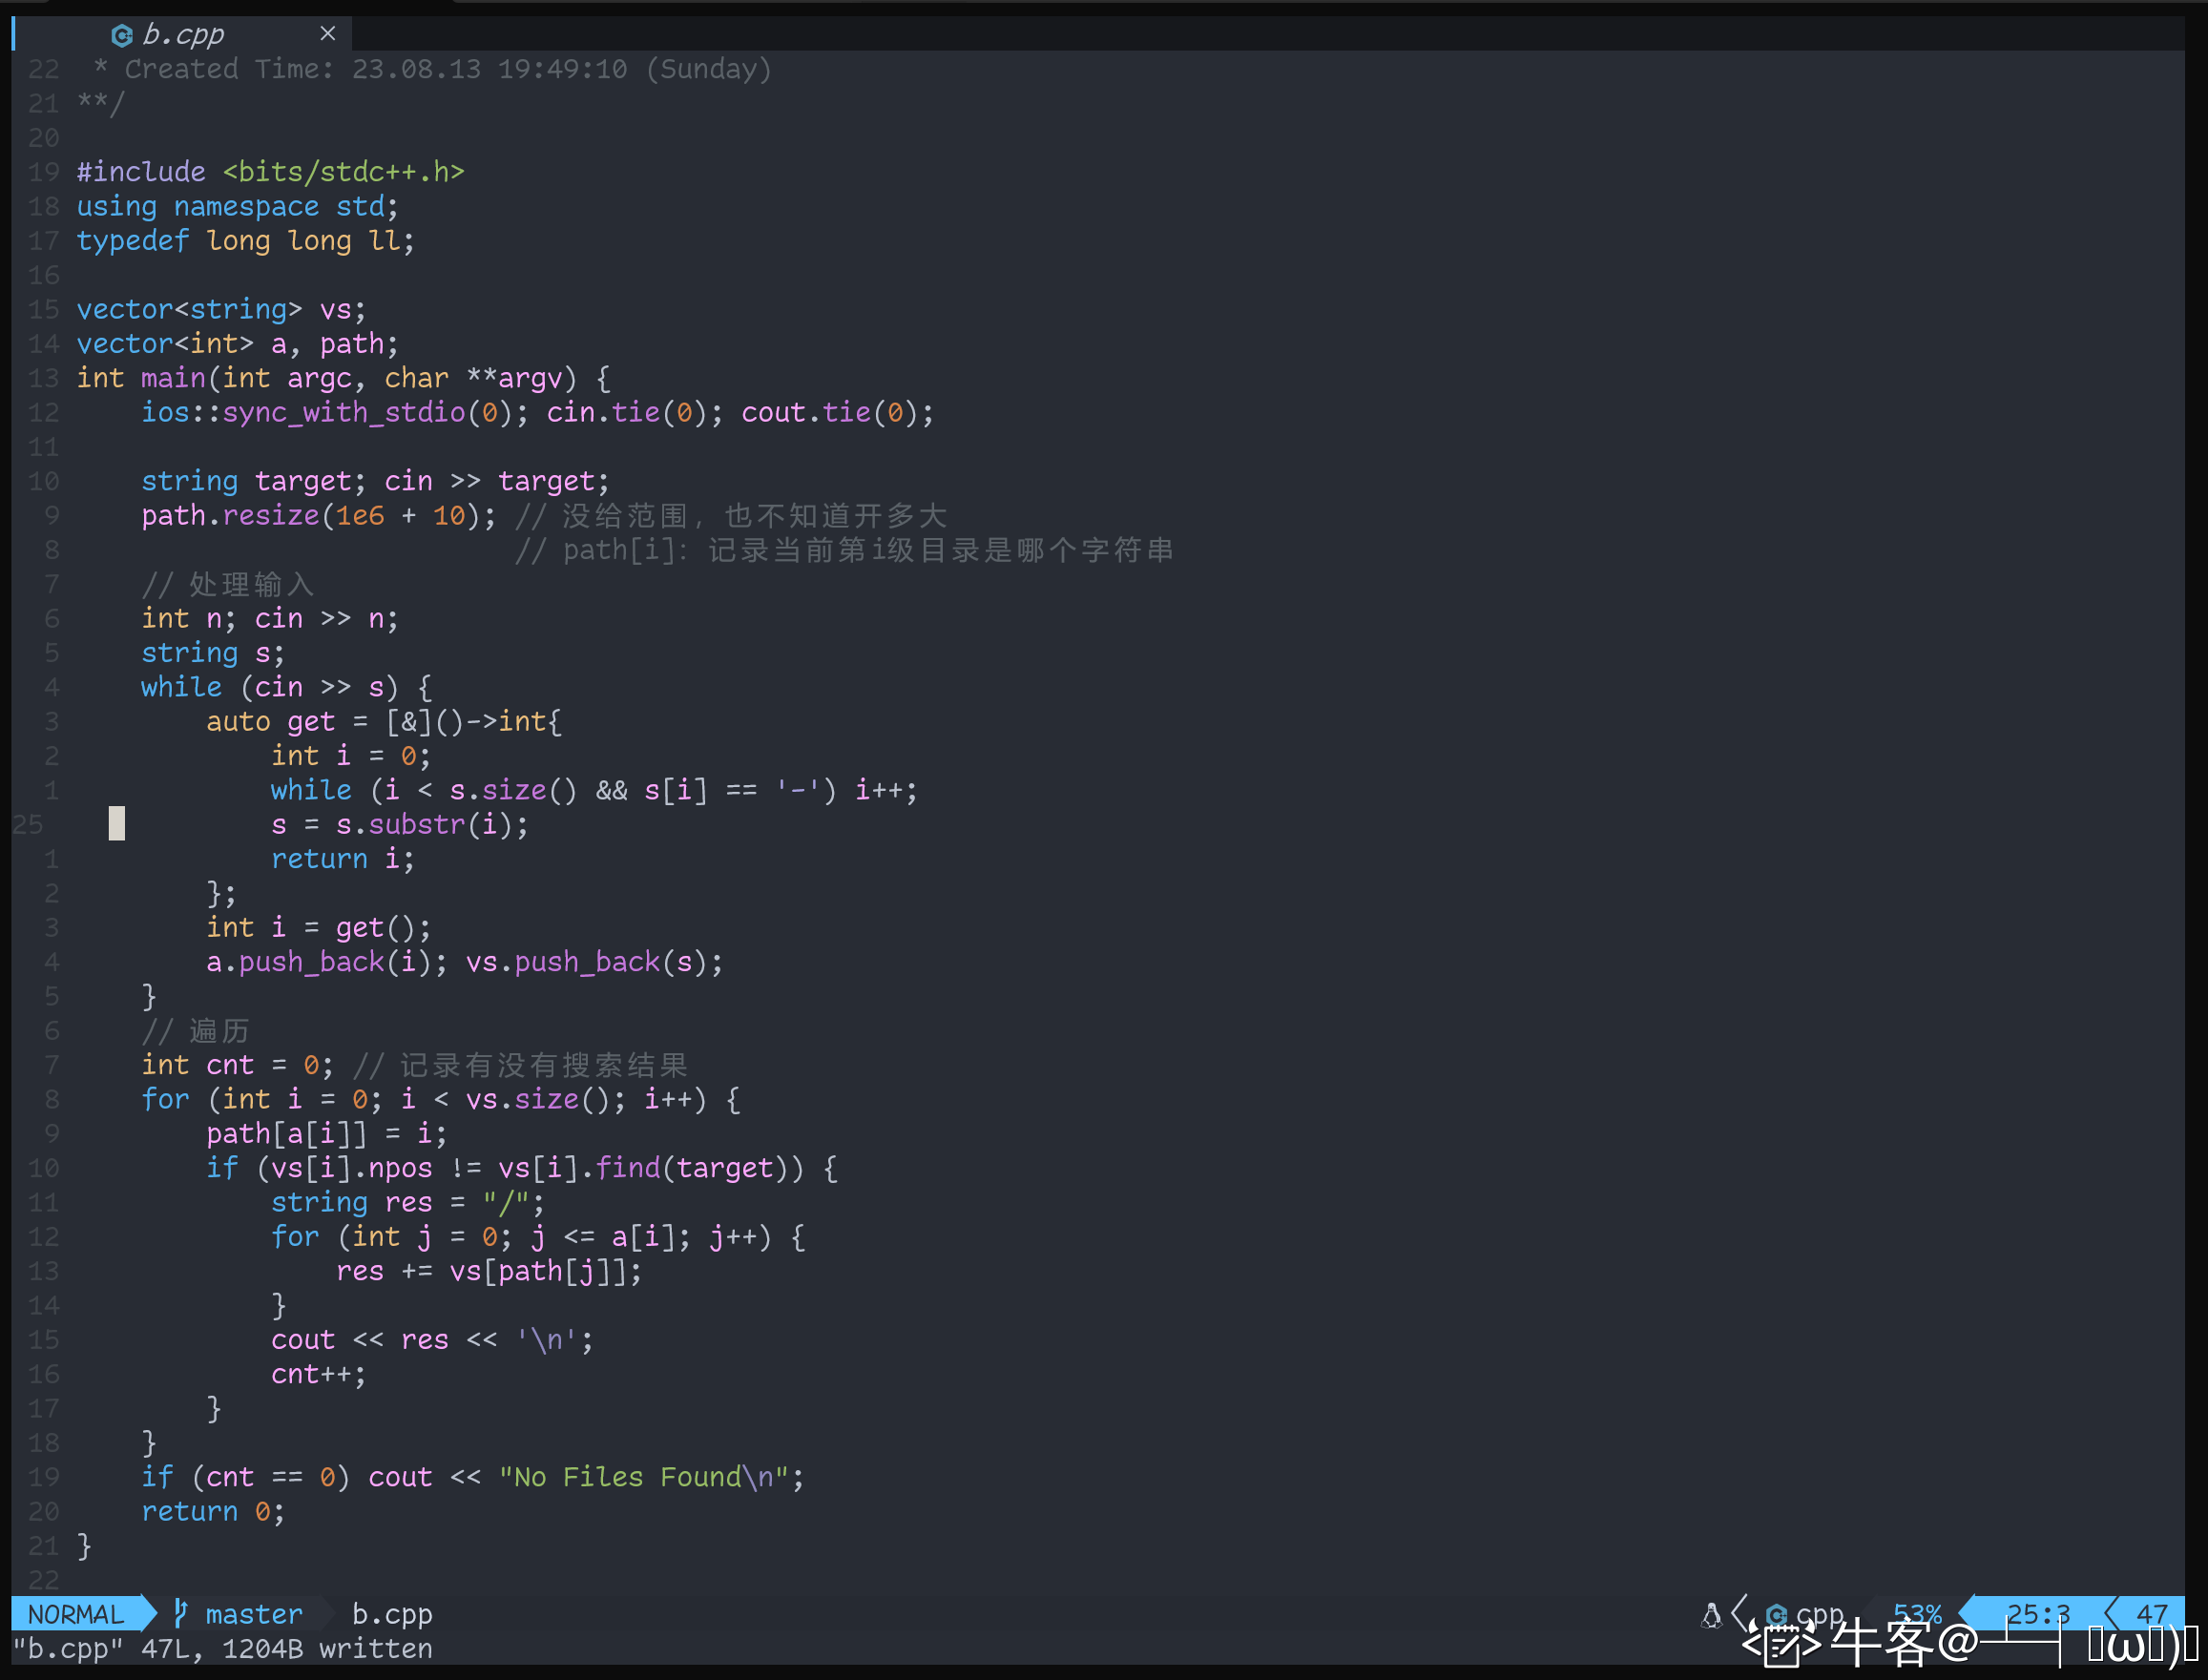 b.cpp ×
22 * Created Time: 23.08.13 19:49:10 (Sunday)
21 **/
20
19 #include <bits/stdc++.h>
18 using namespace std;
17 typedef long long ll;
16
15 vector<string> vs;
14 vector<int> a, path;
13 int main(int argc, char **argv) {
12     ios::sync_with_stdio(0); cin.tie(0); cout.tie(0);
11
10     string target; cin >> target;
9     path.resize(1e6 + 10); // 没给范围, 也不知道开多大
8                            // path[i]: 记录当前第i级目录是哪个字符串
7     // 处理输入
6     int n; cin >> n;
5     string s;
4     while (cin >> s) {
3         auto get = [&]()->int{
2             int i = 0;
1             while (i < s.size() && s[i] == '-') i++;
25             s = s.substr(i);
1             return i;
2         };
3         int i = get();
4         a.push_back(i); vs.push_back(s);
5     }
6     // 遍历
7     int cnt = 0; // 记录有没有搜索结果
8     for (int i = 0; i < vs.size(); i++) {
9         path[a[i]] = i;
10         if (vs[i].npos != vs[i].find(target)) {
11             string res = "/";
12             for (int j = 0; j <= a[i]; j++) {
13                 res += vs[path[j]];
14             }
15             cout << res << '\n';
16             cnt++;
17         }
18     }
19     if (cnt == 0) cout << "No Files Found\n";
20     return 0;
21 }
22
NORMAL master b.cpp cpp 53% 25:3 47
"b.cpp" 47L, 1204B written
牛客@